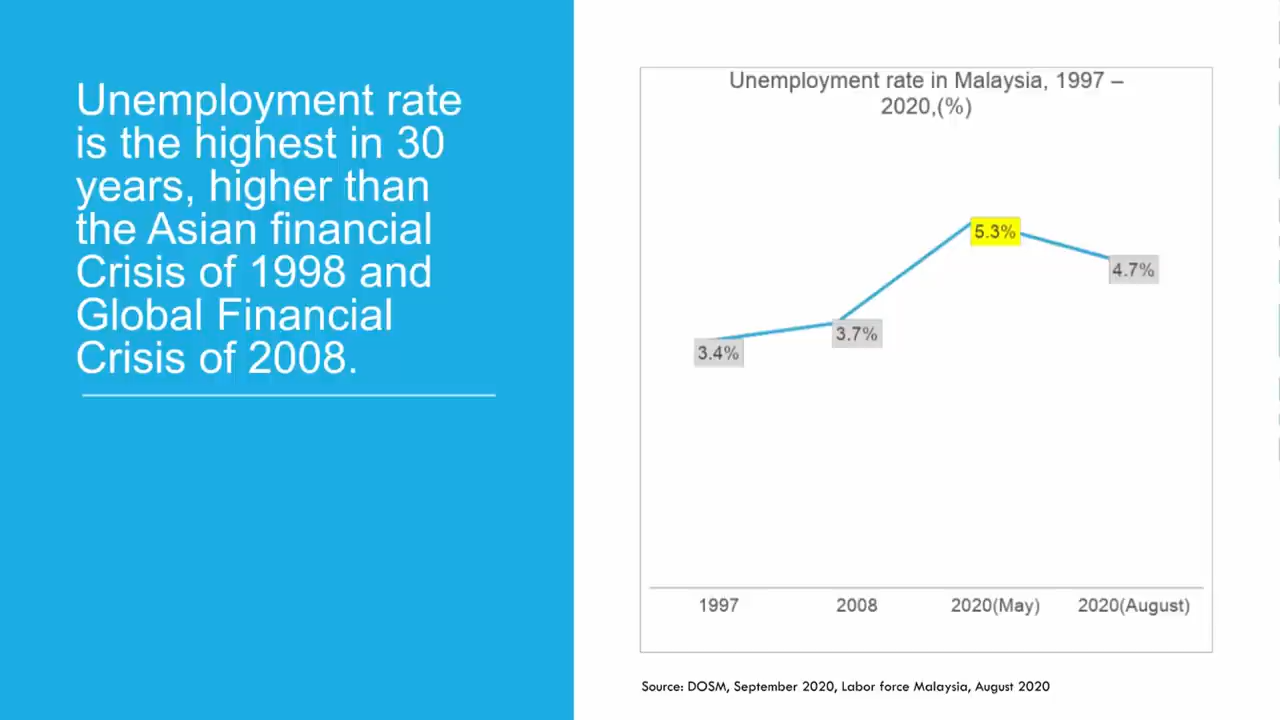 Unemployment rate
is the highest in 30
years, higher than
the Asian financial
Crisis of 1998 and
Global Financial
Crisis of 2008.
Unemployment rate in Malaysia, 1997 –
2020,(%)
5.3%
4.7%
3.7%
3.4%
1997 2008 2020(May) 2020(August)
Source: DOSM, September 2020, Labor force Malaysia, August 2020